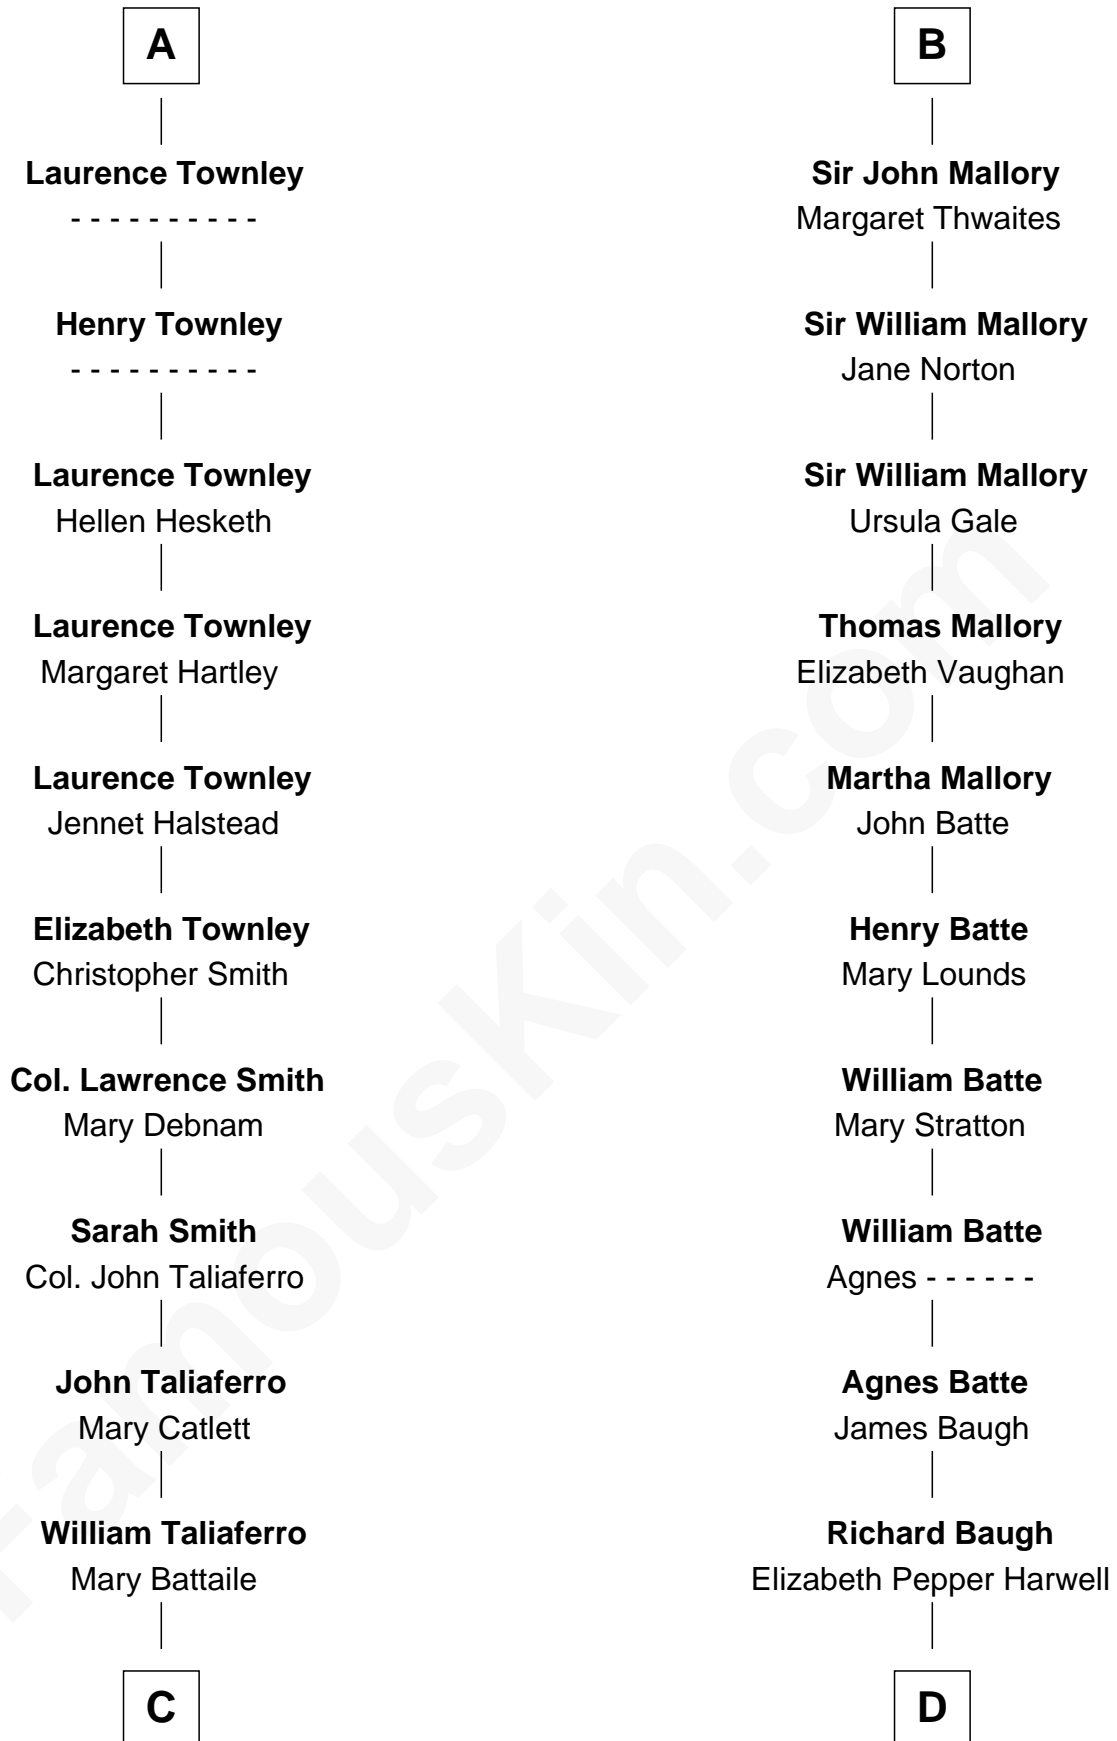 A
Laurence Townley
- - - - - - - - - -
Henry Townley
- - - - - - - - - -
Laurence Townley
Hellen Hesketh
Laurence Townley
Margaret Hartley
Laurence Townley
Jennet Halstead
Elizabeth Townley
Christopher Smith
Col. Lawrence Smith
Mary Debnam
Sarah Smith
Col. John Taliaferro
John Taliaferro
Mary Catlett
William Taliaferro
Mary Battaile
C
B
Sir John Mallory
Margaret Thwaites
Sir William Mallory
Jane Norton
Sir William Mallory
Ursula Gale
Thomas Mallory
Elizabeth Vaughan
Martha Mallory
John Batte
Henry Batte
Mary Lounds
William Batte
Mary Stratton
William Batte
Agnes - - - - - -
Agnes Batte
James Baugh
Richard Baugh
Elizabeth Pepper Harwell
D
FamousKin.com